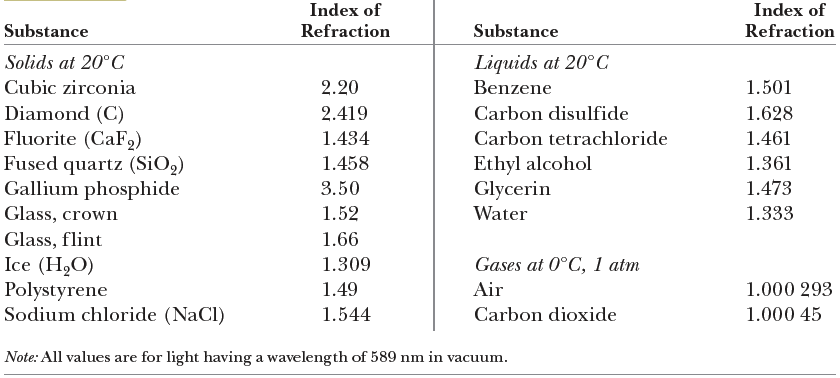 Index of Index of
Substance Refraction Substance Refraction
Solids at 20°C Liquids at 20°C
Cubic zirconia 2.20 Benzene 1.501
Diamond (C) 2.419 Carbon disulfide 1.628
Fluorite (CaF₂) 1.434 Carbon tetrachloride 1.461
Fused quartz (SiO₂) 1.458 Ethyl alcohol 1.361
Gallium phosphide 3.50 Glycerin 1.473
Glass, crown 1.52 Water 1.333
Glass, flint 1.66
Ice (H₂O) 1.309 Gases at 0°C, 1 atm
Polystyrene 1.49 Air 1.000 293
Sodium chloride (NaCl) 1.544 Carbon dioxide 1.000 45
Note: All values are for light having a wavelength of 589 nm in vacuum.